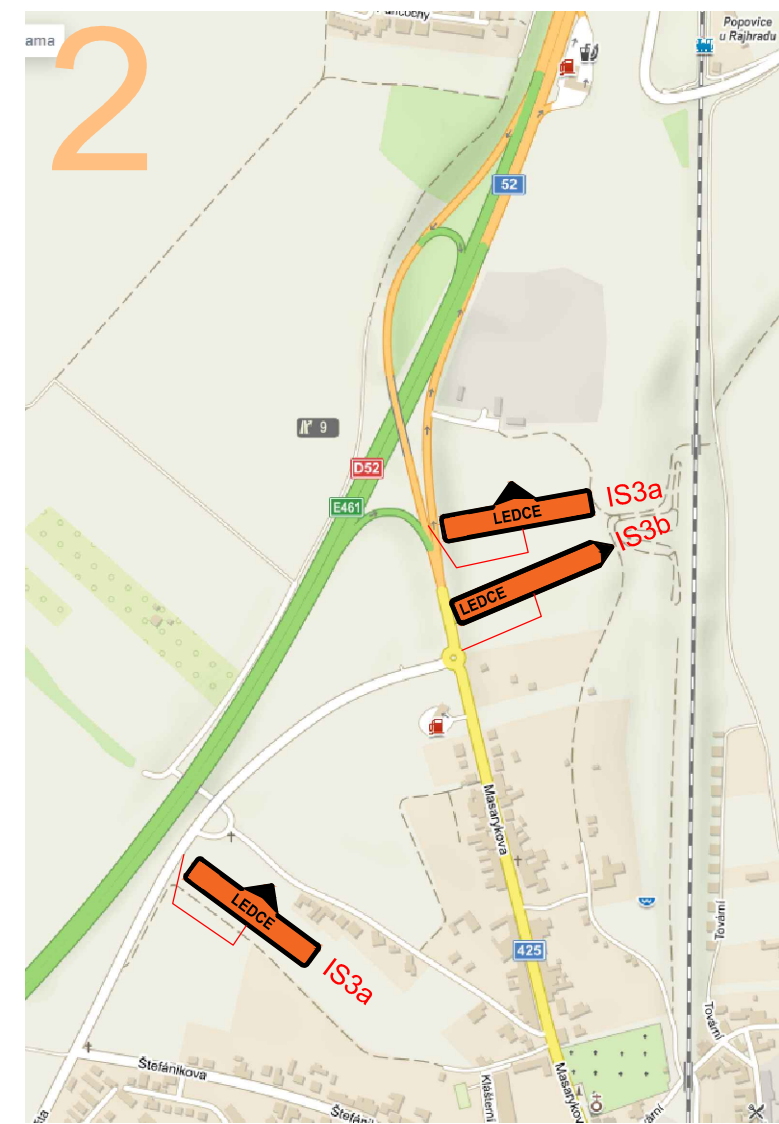 2
ama
Popovice
u Rajhradu
52
9
D52
E461
LEDCE
IS3a
LEDCE
IS3b
Masarykova
LEDCE
IS3a
425
Tovární
Tovární
Štefánikova
Klášterní